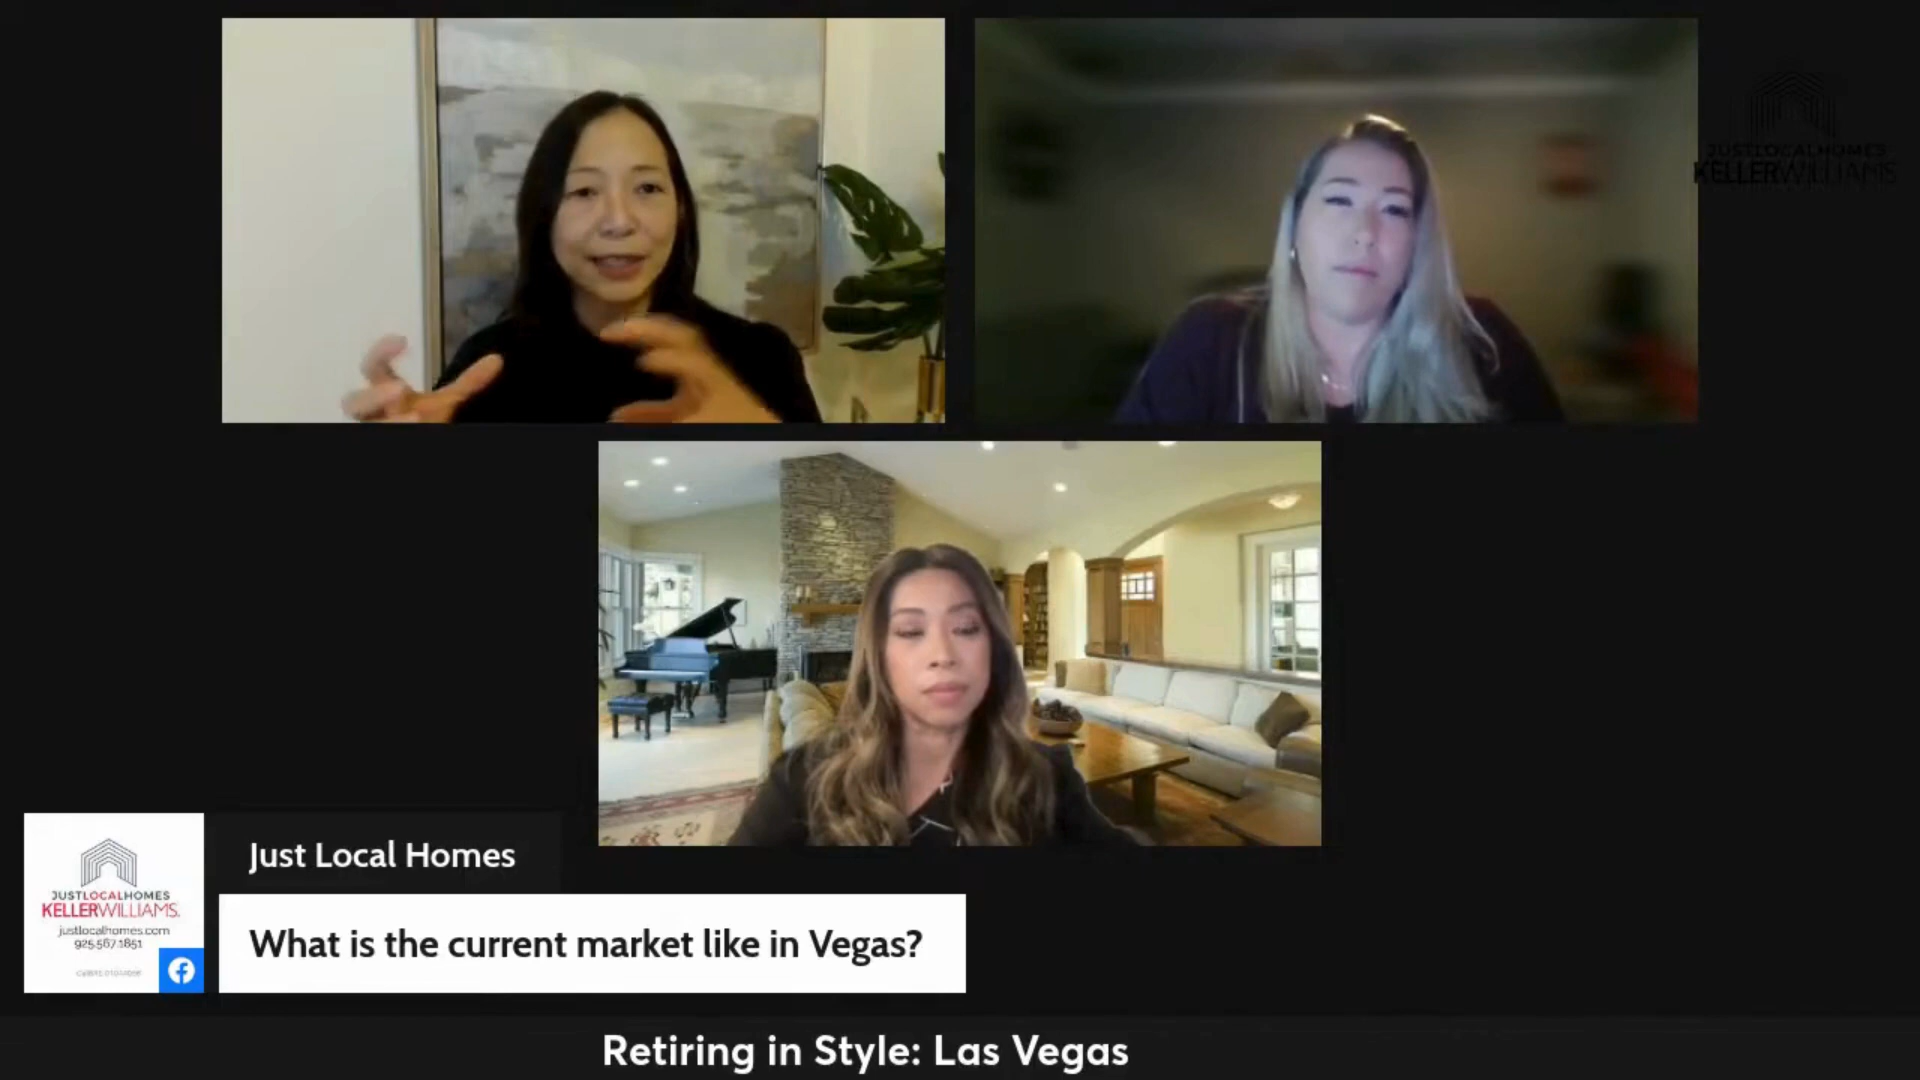 JUSTLOCALHOMES
KELLERWILLIAMS
Just Local Homes
JUSTLOCALHOMES
KELLERWILLIAMS.
justlocalhomes.com
925.567.1851
What is the current market like in Vegas?
Retiring in Style: Las Vegas